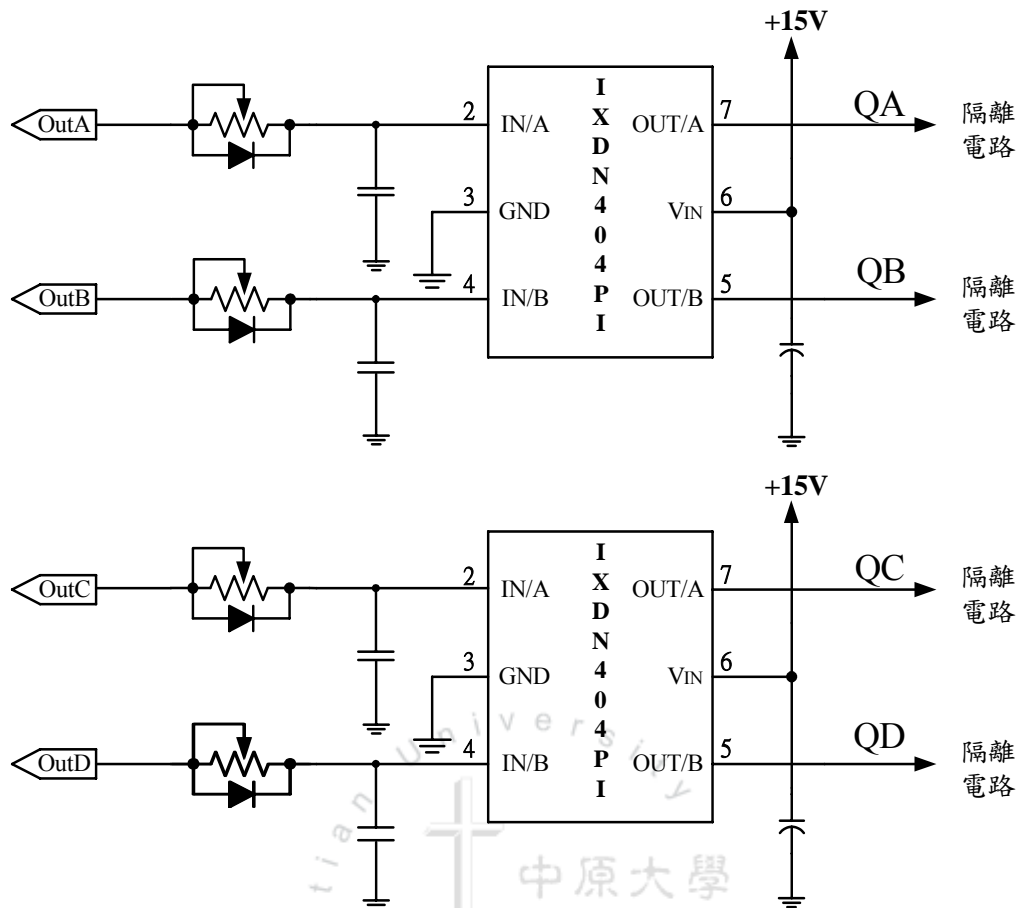 +15V
OutA
2
IN/A
I
X
D
N
4
0
4
P
I
OUT/A
7
QA
隔離
電路
3
GND
VIN
6
OutB
4
IN/B
OUT/B
5
QB
隔離
電路
+15V
OutC
2
IN/A
I
X
D
N
4
0
4
P
I
OUT/A
7
QC
隔離
電路
3
GND
VIN
6
OutD
4
IN/B
OUT/B
5
QD
隔離
電路
tian University
中原大學